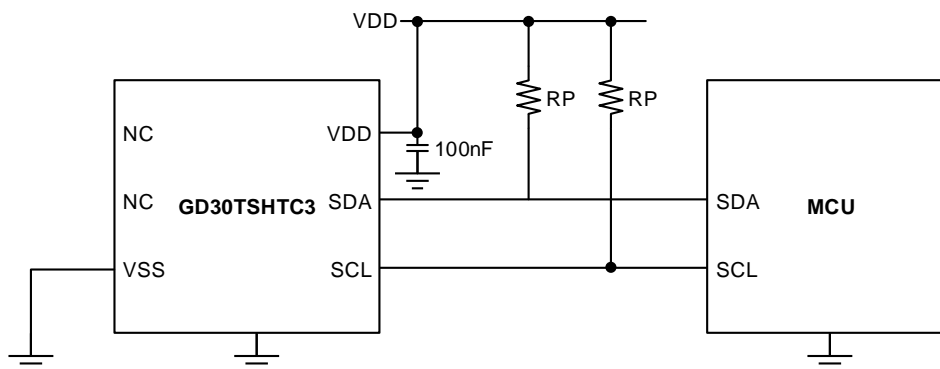 VDD
RP RP
NC VDD
100nF
NC GD30TSHTC3 SDA SDA MCU
VSS SCL SCL